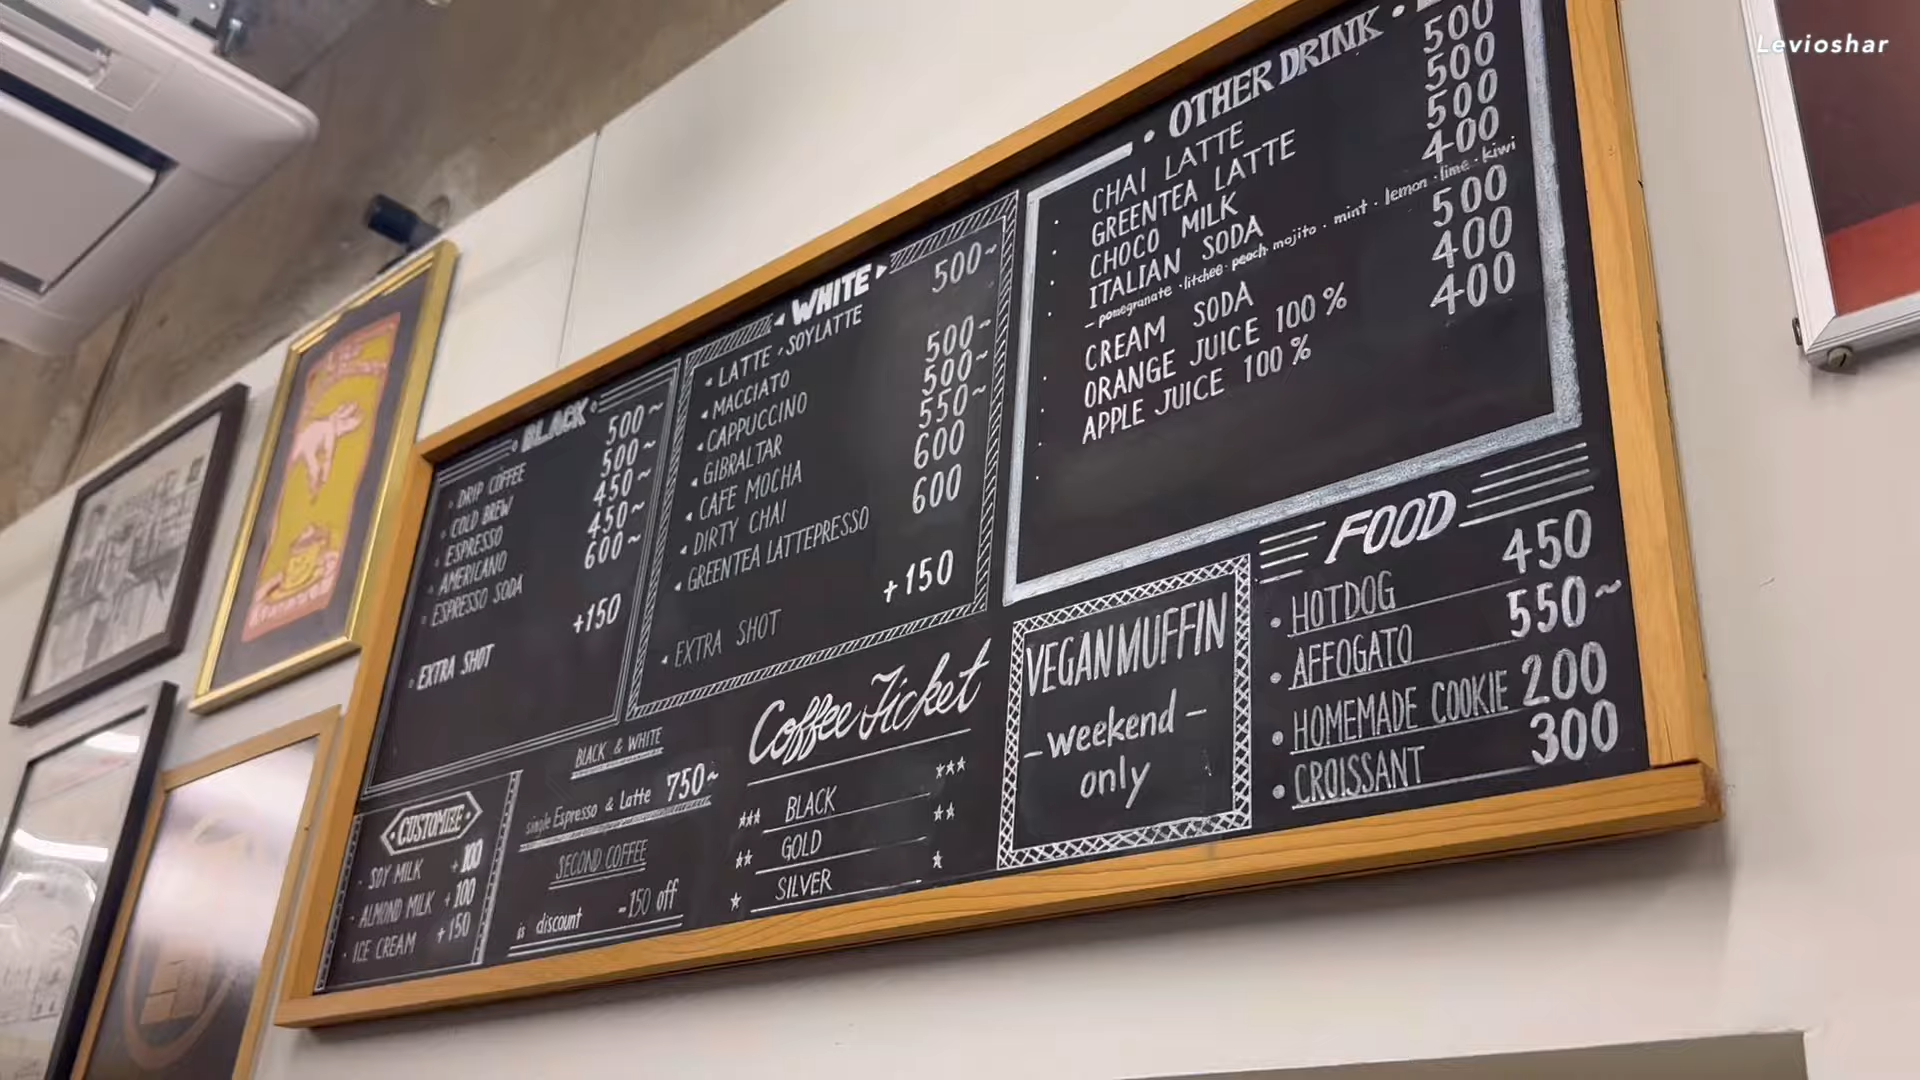 Levioshar
BLACK
DRIP COFFEE 500~
COLD BREW 500~
ESPRESSO 450~
AMERICANO 450~
ESPRESSO SODA 600~
EXTRA SHOT +150
WHITE
LATTE · SOYLATTE 500~
MACCIATO
CAPPUCCINO 500~
GIBRALTAR 500~
CAFE MOCHA 550~
DIRTY CHAI 600
GREENTEA LATTEPRESSO 600
EXTRA SHOT +150
• OTHER DRINK •
CHAI LATTE 500
GREENTEA LATTE 500
CHOCO MILK 500
ITALIAN SODA 400
- pomegranate · litchee · peach · mojito · mint · lemon · lime · kiwi
CREAM SODA 500
ORANGE JUICE 100% 400
APPLE JUICE 100% 400
CUSTOMIZE
SOY MILK +100
ALMOND MILK +100
ICE CREAM +150
BLACK & WHITE
single Espresso & Latte 750~
SECOND COFFEE
is discount -150 off
Coffee Ticket
*** BLACK ***
** GOLD **
* SILVER *
VEGAN MUFFIN
- weekend -
only
FOOD
• HOTDOG 450
• AFFOGATO 550~
• HOMEMADE COOKIE 200
• CROISSANT 300